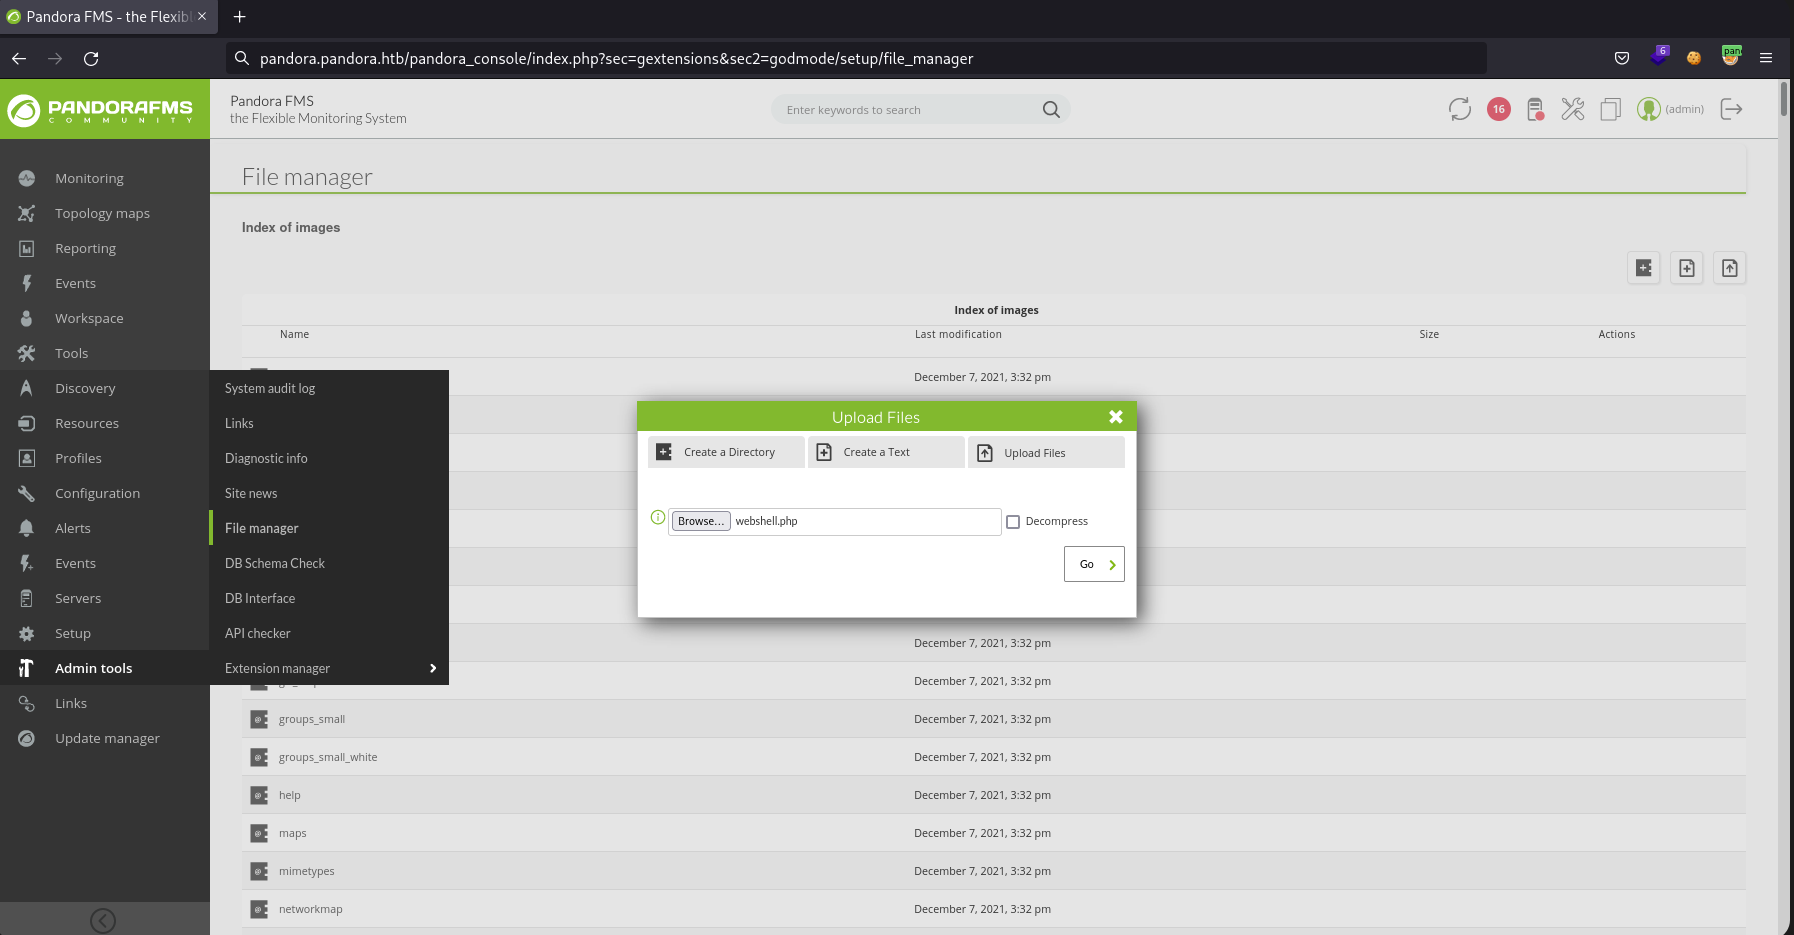 Pandora FMS - the Flexibl
pandora.pandora.htb/pandora_console/index.php?sec=gextensions&sec2=godmode/setup/file_manager
6
pan
PANDORAFMS
COMMUNITY
Pandora FMS
the Flexible Monitoring System
Enter keywords to search
16
(admin)
Monitoring
Topology maps
Reporting
Events
Workspace
Tools
Discovery
Resources
Profiles
Configuration
Alerts
Events
Servers
Setup
Admin tools
Links
Update manager
System audit log
Links
Diagnostic info
Site news
File manager
DB Schema Check
DB Interface
API checker
Extension manager
File manager
Index of images
Index of images
Name Last modification Size Actions
December 7, 2021, 3:32 pm
Upload Files
Create a Directory Create a Text Upload Files
Browse... webshell.php Decompress
Go
December 7, 2021, 3:32 pm
December 7, 2021, 3:32 pm
groups_small December 7, 2021, 3:32 pm
groups_small_white December 7, 2021, 3:32 pm
help December 7, 2021, 3:32 pm
maps December 7, 2021, 3:32 pm
mimetypes December 7, 2021, 3:32 pm
networkmap December 7, 2021, 3:32 pm